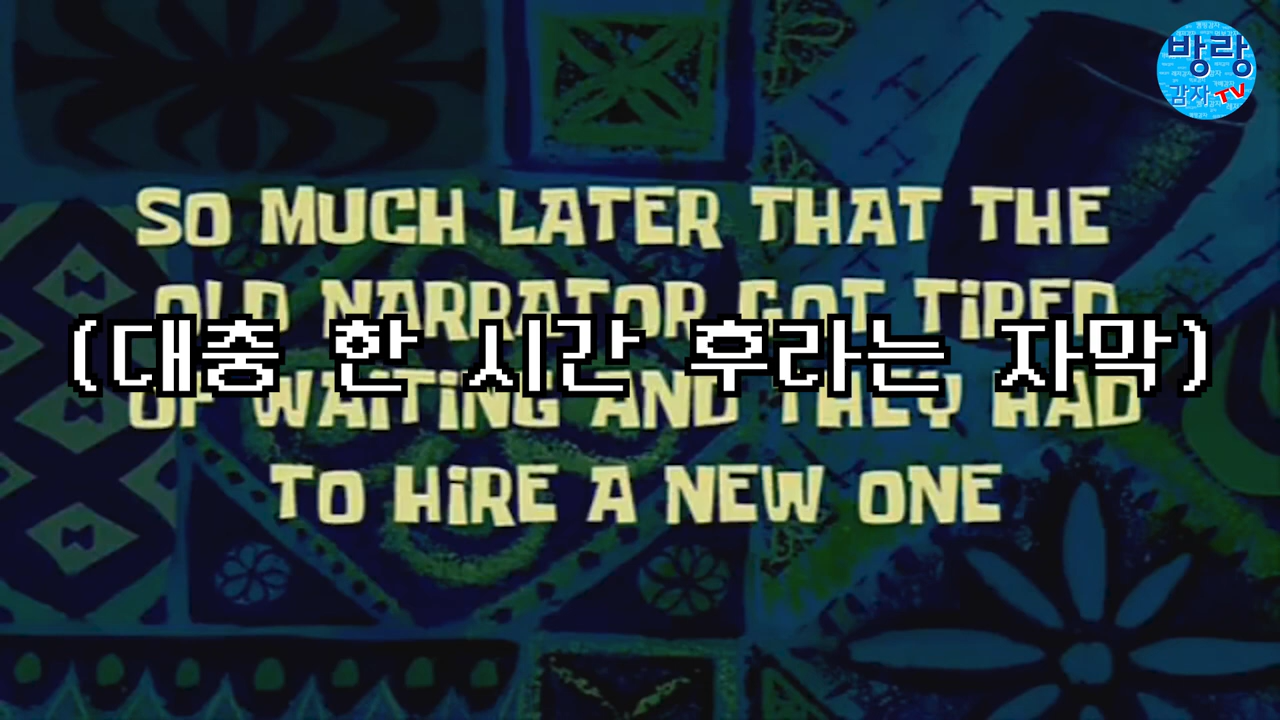 방랑
감자 TV
SO MUCH LATER THAT THE
OLD NARRATOR GOT TIRED
(대충 한 시간 후라는 자막)
OF WAITING AND THEY HAD
TO HIRE A NEW ONE